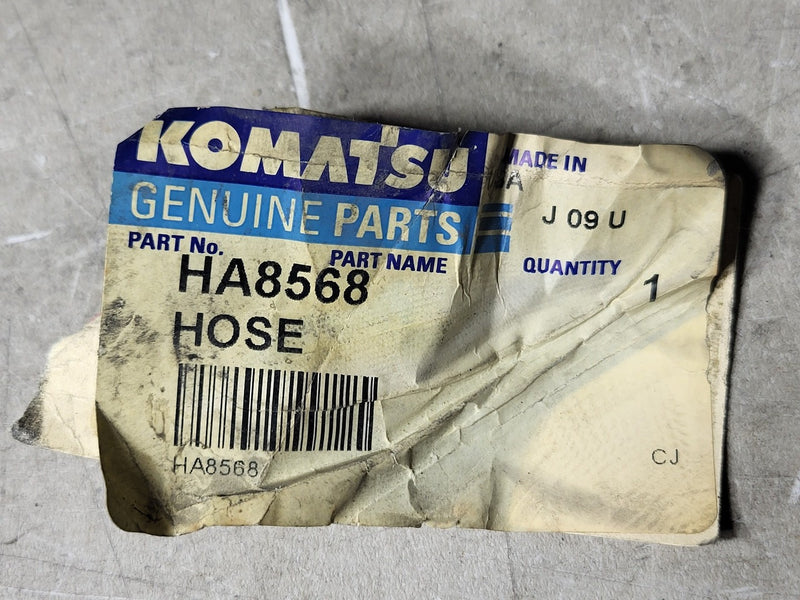 KOMATSU
MADE IN
GENUINE PARTS
J 09 U
PART No.
PART NAME
QUANTITY
HA8568
1
HOSE
HA8568
CJ